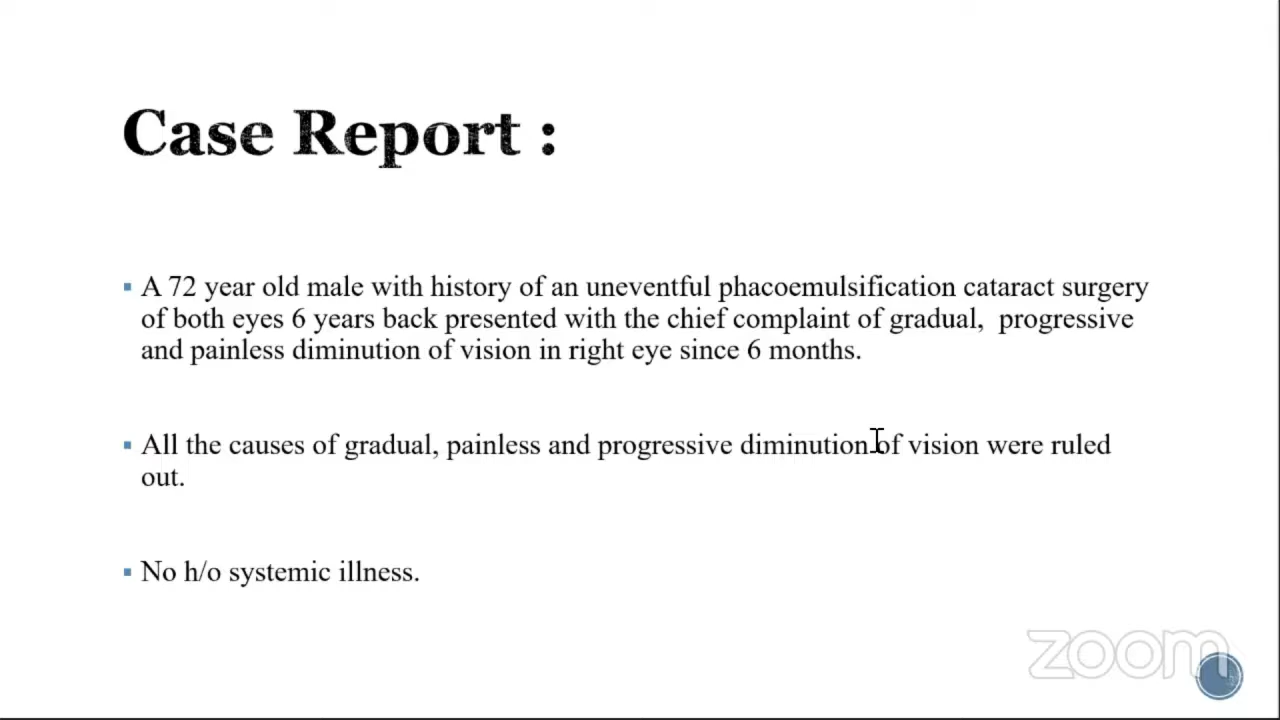 Case Report :
▪ A 72 year old male with history of an uneventful phacoemulsification cataract surgery
of both eyes 6 years back presented with the chief complaint of gradual, progressive
and painless diminution of vision in right eye since 6 months.
▪ All the causes of gradual, painless and progressive diminution of vision were ruled
out.
▪ No h/o systemic illness.
zoom